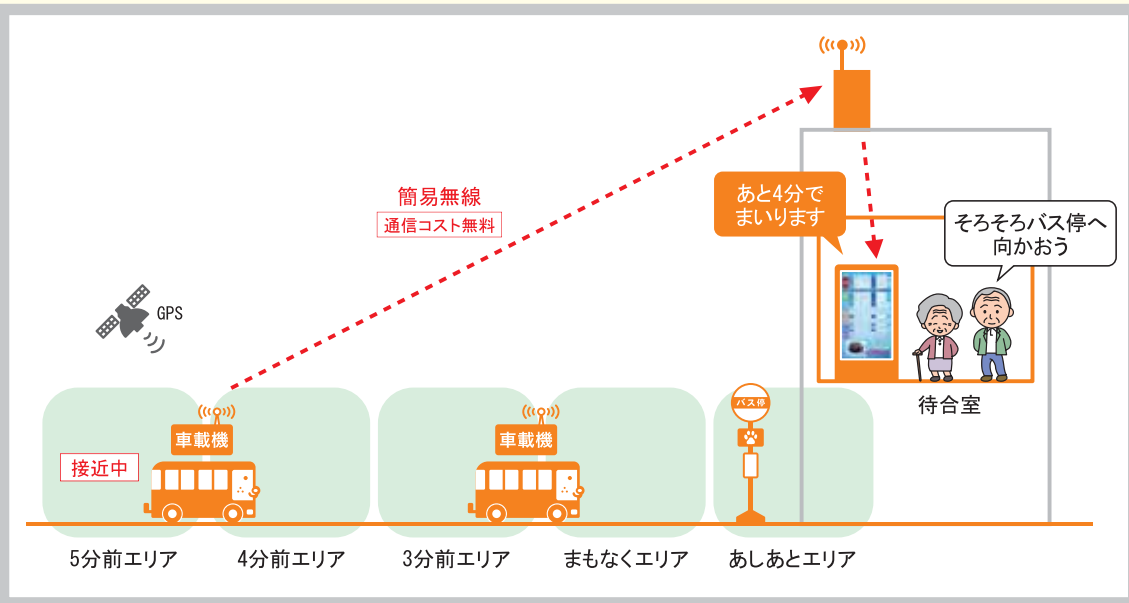 簡易無線
通信コスト無料
あと4分で
まいります
そろそろバス停へ
向かおう
GPS
待合室
バス停
車載機
車載機
接近中
5分前エリア
4分前エリア
3分前エリア
まもなくエリア
あしあとエリア